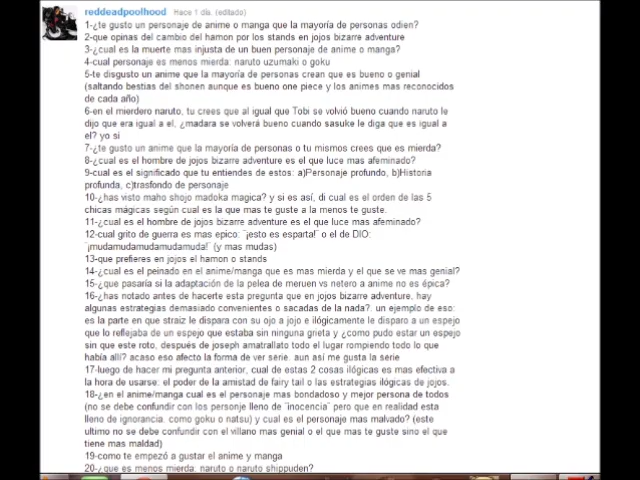 reddeadpoolhood Hace 1 día. (editado)
1-¿te gusto un personaje de anime o manga que la mayoría de personas odien?
2-que opinas del cambio del hamon por los stands en jojos bizarre adventure
3-¿cual es la muerte mas injusta de un buen personaje de anime o manga?
4-cual personaje es menos mierda: naruto uzumaki o goku
5-te disgusto un anime que la mayoría de personas crean que es bueno o genial
(saltando bestias del shonen aunque es bueno one piece y los animes mas reconocidos
de cada año)
6-en el mierdero naruto, tu crees que al igual que Tobi se volvió bueno cuando naruto le
dijo que era igual a el, ¿madara se volverá bueno cuando sasuke le diga que es igual a
el? yo si
7-¿te gusto un anime que la mayoría de personas o tu mismos crees que es mierda?
8-¿cual es el hombre de jojos bizarre adventure es el que luce mas afeminado?
9-cual es el significado que tu entiendes de estos: a)Personaje profundo, b)Historia
profunda, c)trasfondo de personaje
10-¿has visto maho shojo madoka magica? y si es así, di cual es el orden de las 5
chicas mágicas según cual es la que mas te guste a la menos te guste.
11-¿cual es el hombre de jojos bizarre adventure es el que luce mas afeminado?
12-cual grito de guerra es mas epico: ¨¡esto es esparta!¨ o el de DIO:
¨¡mudamudamudamudamuda!¨ (y mas mudas)
13-que prefieres en jojos el hamon o stands
14-¿cual es el peinado en el anime/manga que es mas mierda y el que se ve mas genial?
15-¿que pasaría si la adaptación de la pelea de meruen vs netero a anime no es épica?
16-¿has notado antes de hacerte esta pregunta que en jojos bizarre adventure, hay
algunas estrategias demasiado convenientes o sacadas de la nada?. un ejemplo de eso:
es la parte en que straiz le dispara con su ojo a jojo e ilógicamente le disparo a un espejo
que lo reflejaba de un espejo que estaba sin ninguna grieta y ¿como pudo estar un espejo
sin que este roto, después de joseph amatrallato todo el lugar rompiendo todo lo que
había allí? acaso eso afecto la forma de ver serie. aun así me gusta la serie
17-luego de hacer mi pregunta anterior, cual de estas 2 cosas ilógicas es mas efectiva a
la hora de usarse: el poder de la amistad de fairy tail o las estrategias ilógicas de jojos.
18-¿en el anime/manga cual es el personaje mas bondadoso y mejor persona de todos
(no se debe confundir con los personje lleno de ¨inocencia¨ pero que en realidad esta
lleno de ignorancia. como goku o natsu) y cual es el personaje mas malvado? (este
ultimo no se debe confundir con el villano mas genial o el que mas te guste sino el que
tiene mas maldad)
19-como te empezó a gustar el anime y manga
20-¿que es menos mierda: naruto o naruto shippuden?